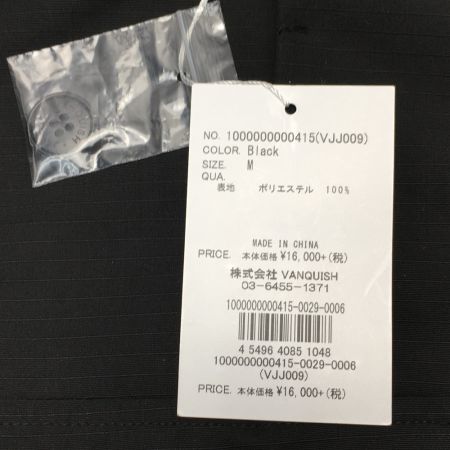 NO. 1000000000415(VJJ009)
COLOR. Black
SIZE. M
QUA.
表地 ポリエステル 100%
MADE IN CHINA
PRICE. 本体価格 ¥16,000+(税)
株式会社 VANQUISH
03-6455-1371
1000000000415-0029-0006
4 5496 4085 1048
1000000000415-0029-0006
(VJJ009)
PRICE. 本体価格 ¥16,000+(税)